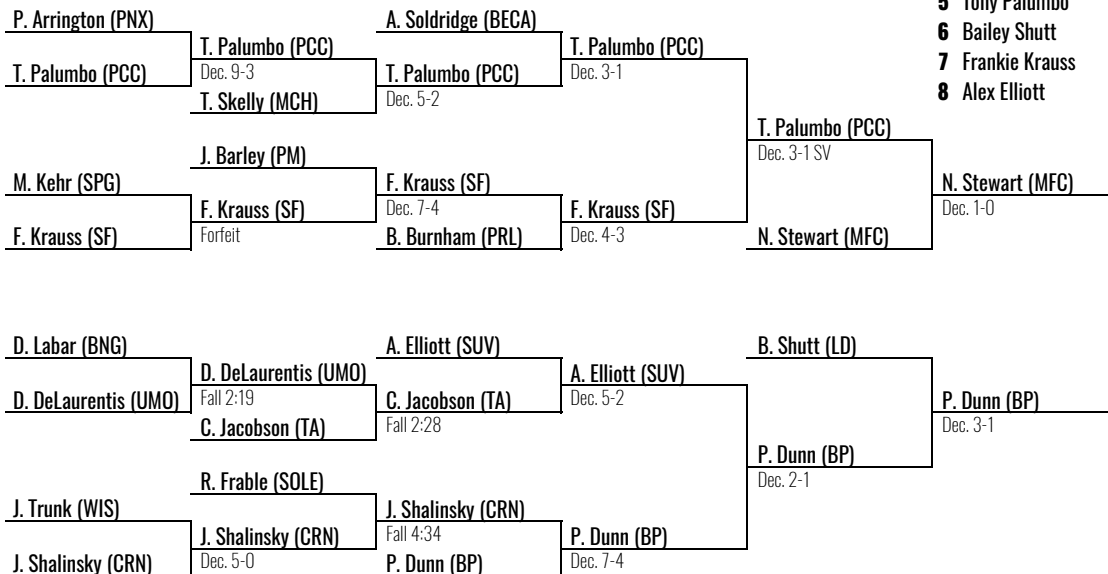 P. Arrington (PNX)
A. Soldridge (BECA)
5 Tony Palumbo
6 Bailey Shutt
7 Frankie Krauss
8 Alex Elliott
T. Palumbo (PCC)
T. Palumbo (PCC)
T. Palumbo (PCC)
Dec. 9-3
T. Palumbo (PCC)
Dec. 3-1
T. Skelly (MCH)
Dec. 5-2
T. Palumbo (PCC)
Dec. 3-1 SV
J. Barley (PM)
M. Kehr (SPG)
F. Krauss (SF)
Dec. 7-4
N. Stewart (MFC)
Dec. 1-0
F. Krauss (SF)
Forfeit
F. Krauss (SF)
Dec. 4-3
F. Krauss (SF)
B. Burnham (PRL)
N. Stewart (MFC)
D. Labar (BNG)
A. Elliott (SUV)
B. Shutt (LD)
D. DeLaurentis (UMO)
Fall 2:19
A. Elliott (SUV)
Dec. 5-2
D. DeLaurentis (UMO)
C. Jacobson (TA)
Fall 2:28
P. Dunn (BP)
Dec. 3-1
C. Jacobson (TA)
P. Dunn (BP)
Dec. 2-1
R. Frable (SOLE)
J. Trunk (WIS)
J. Shalinsky (CRN)
Fall 4:34
J. Shalinsky (CRN)
Dec. 5-0
P. Dunn (BP)
Dec. 7-4
J. Shalinsky (CRN)
P. Dunn (BP)